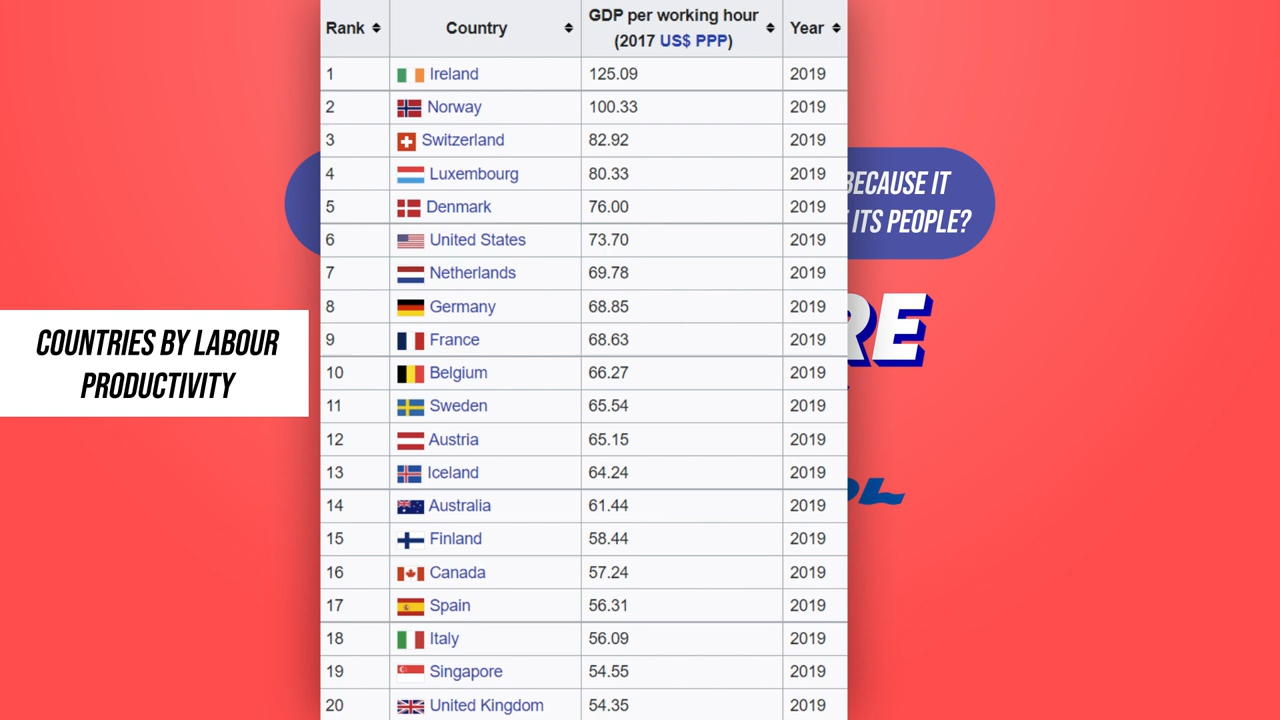 Rank Country GDP per working hour (2017 US$ PPP) Year
1 Ireland 125.09 2019
2 Norway 100.33 2019
3 Switzerland 82.92 2019
4 Luxembourg 80.33 2019
5 Denmark 76.00 2019
6 United States 73.70 2019
7 Netherlands 69.78 2019
8 Germany 68.85 2019
9 France 68.63 2019
10 Belgium 66.27 2019
11 Sweden 65.54 2019
12 Austria 65.15 2019
13 Iceland 64.24 2019
14 Australia 61.44 2019
15 Finland 58.44 2019
16 Canada 57.24 2019
17 Spain 56.31 2019
18 Italy 56.09 2019
19 Singapore 54.55 2019
20 United Kingdom 54.35 2019
COUNTRIES BY LABOUR
PRODUCTIVITY
BECAUSE IT
ITS PEOPLE?